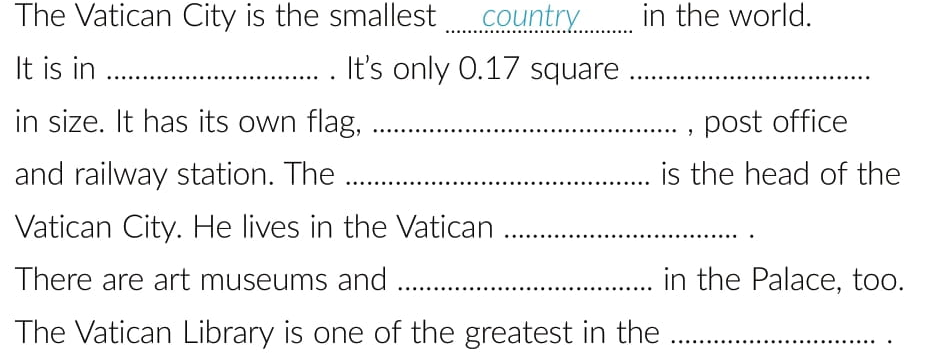 The Vatican City is the smallest ....country.... in the world.
It is in .............................. . It’s only 0.17 square ..................................
in size. It has its own flag, ........................................... , post office
and railway station. The ........................................... is the head of the
Vatican City. He lives in the Vatican ................................. .
There are art museums and .................................... in the Palace, too.
The Vatican Library is one of the greatest in the ............................. .